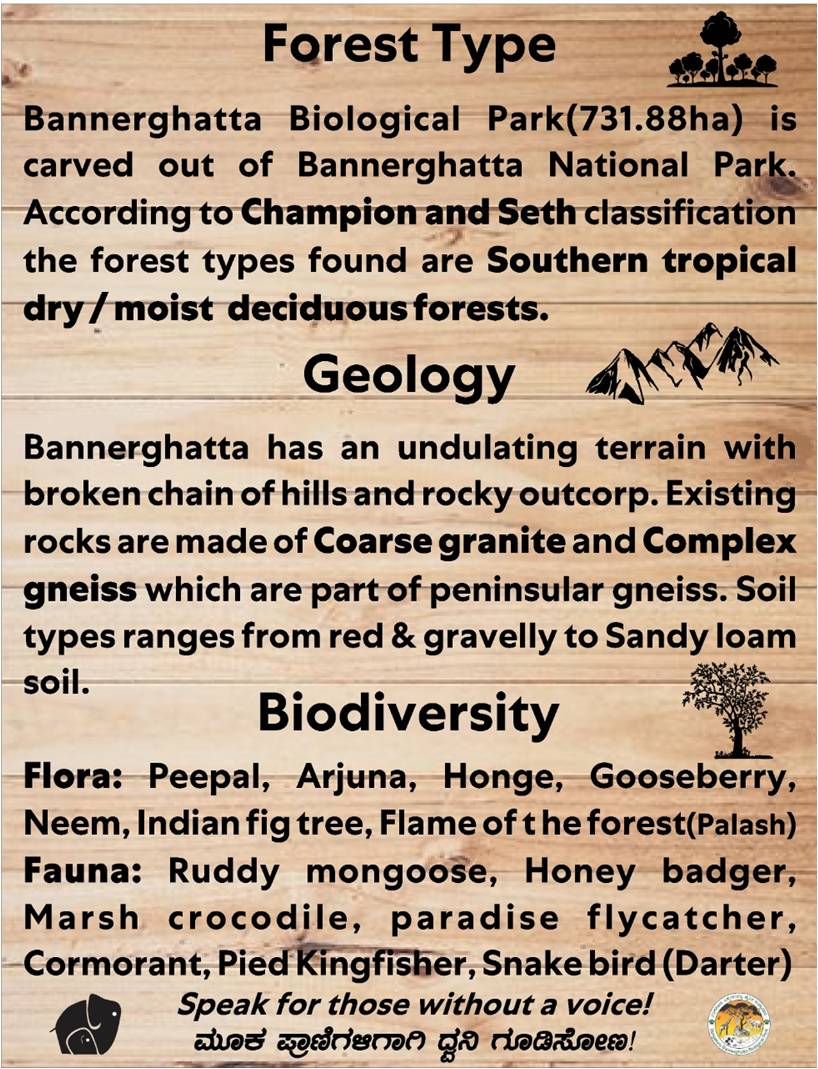 Forest Type
Bannerghatta Biological Park(731.88ha) is
carved out of Bannerghatta National Park.
According to Champion and Seth classification
the forest types found are Southern tropical
dry/moist deciduous forests.
Geology
Bannerghatta has an undulating terrain with
broken chain of hills and rocky outcorp. Existing
rocks are made of Coarse granite and Complex
gneiss which are part of peninsular gneiss. Soil
types ranges from red & gravelly to Sandy loam
soil.
Biodiversity
Flora: Peepal, Arjuna, Honge, Gooseberry,
Neem, Indian fig tree, Flame of t he forest(Palash)
Fauna: Ruddy mongoose, Honey badger,
Marsh crocodile, paradise flycatcher,
Cormorant, Pied Kingfisher, Snake bird (Darter)
Speak for those without a voice!
ಮೂಕ ಪ್ರಾಣಿಗಳಿಗಾಗಿ ಧ್ವನಿ ಗೂಡಿಸೋಣ!